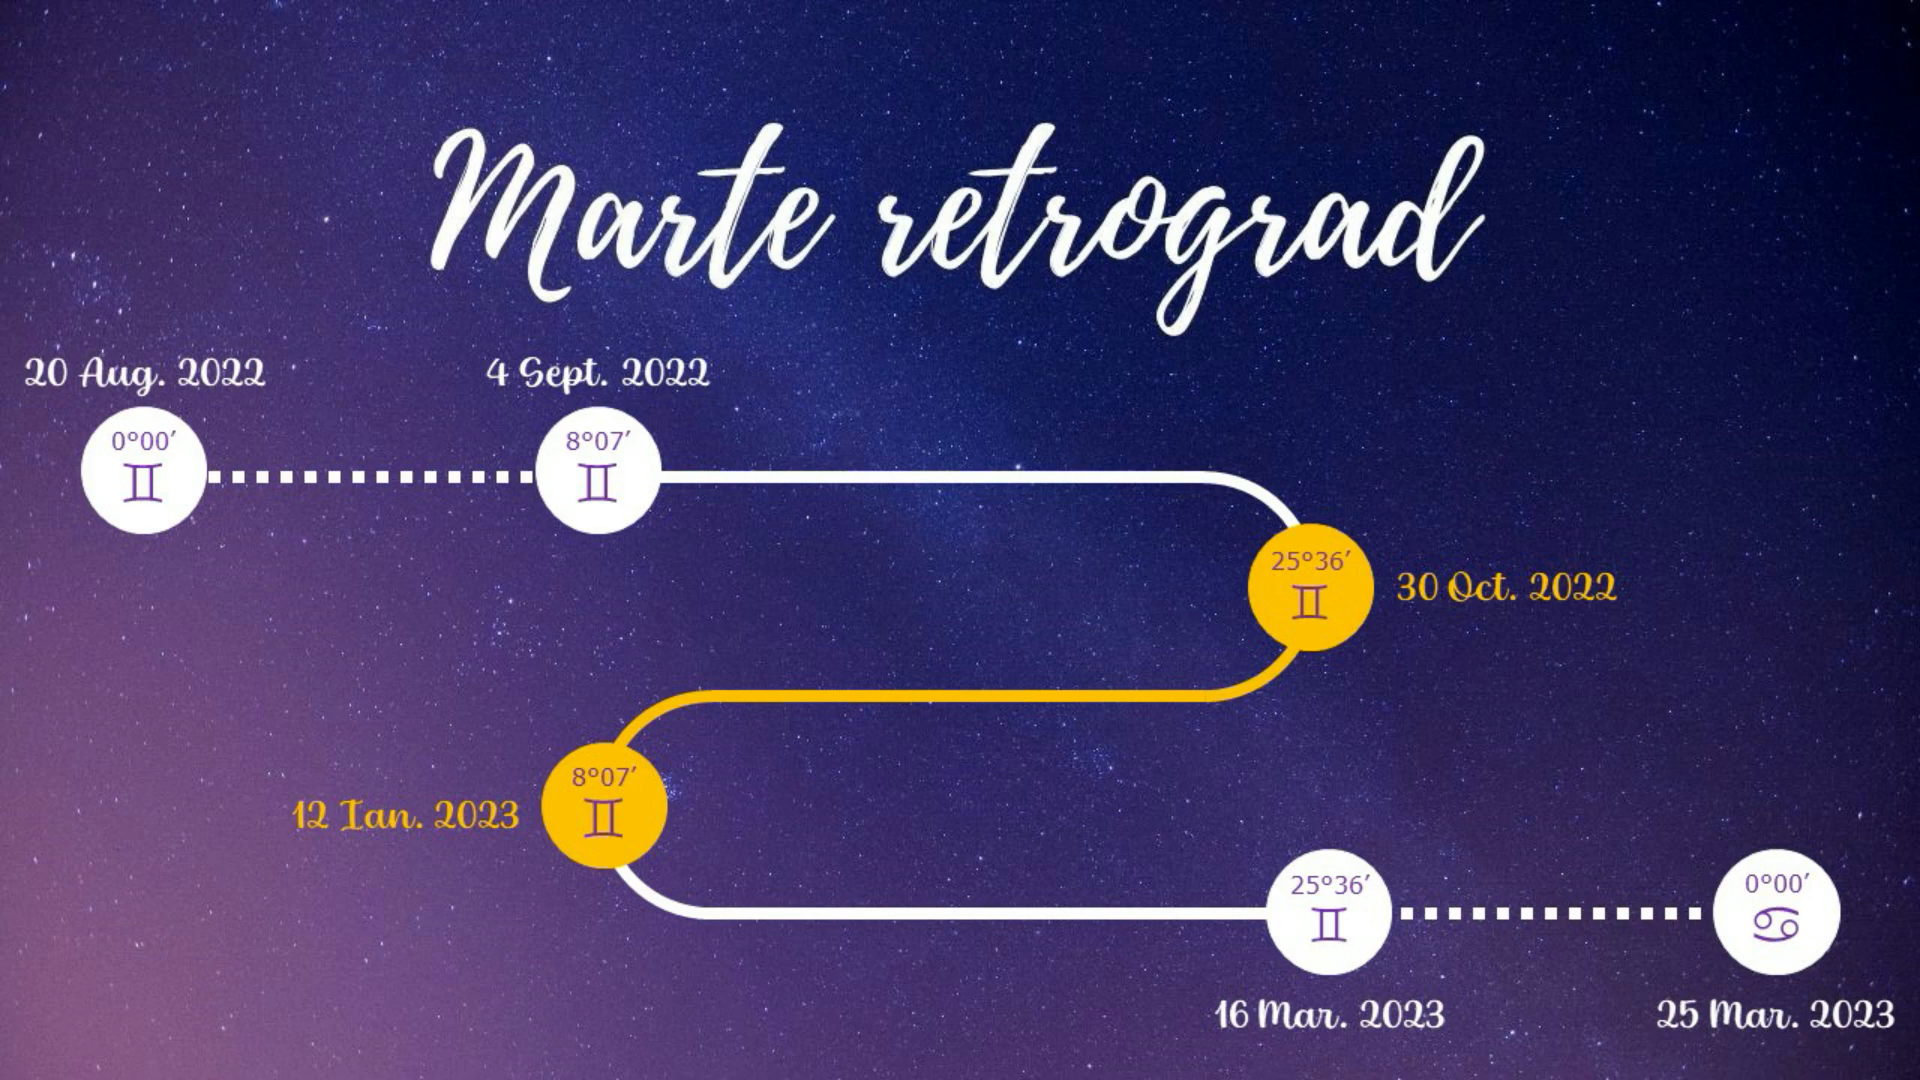 Marte retrograd
20 Aug. 2022
4 Sept. 2022
0°00′
♊
8°07′
♊
25°36′
♊
30 Oct. 2022
8°07′
♊
12 Ian. 2023
25°36′
♊
0°00′
♋
16 Mar. 2023
25 Mar. 2023